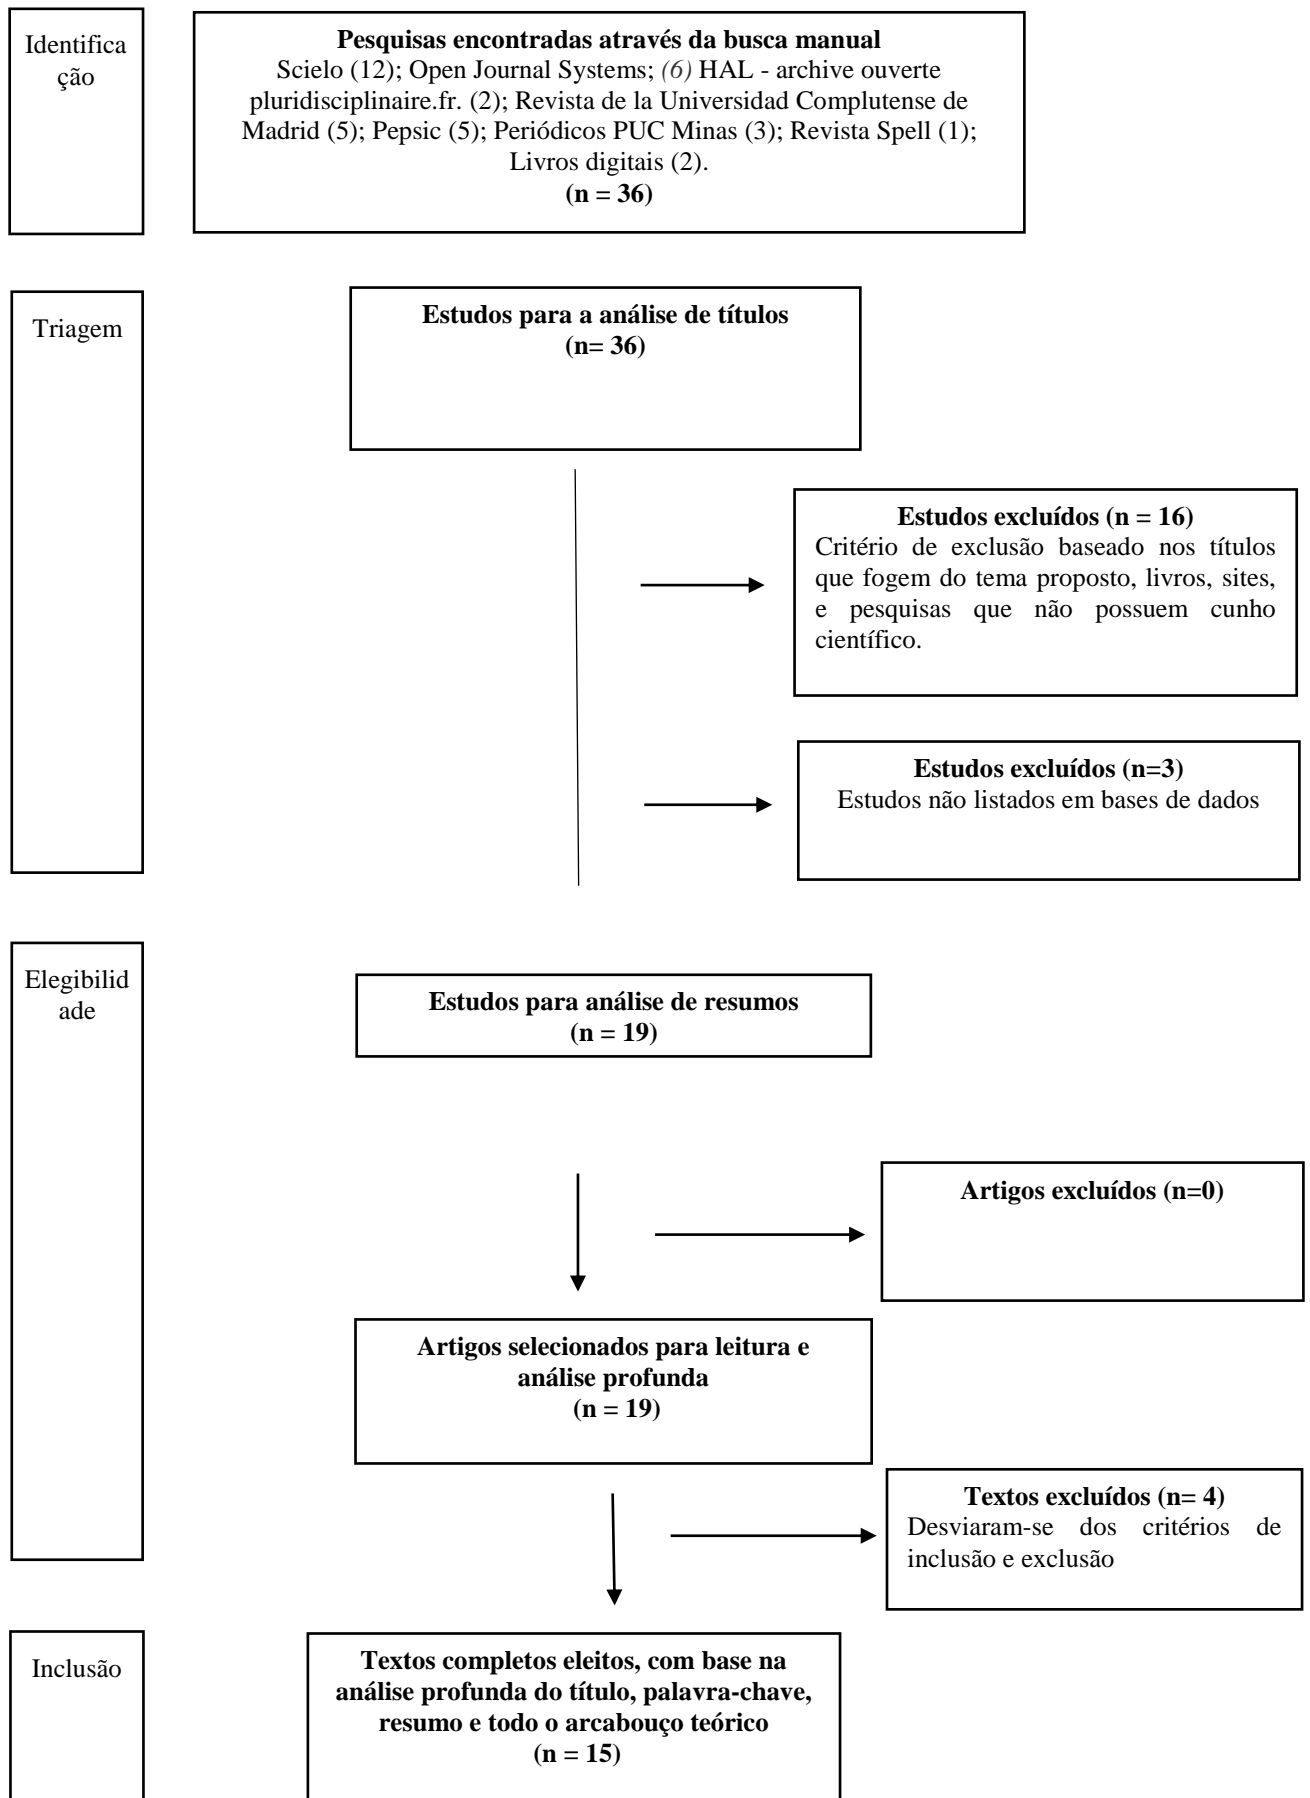 Identifica
ção
Pesquisas encontradas através da busca manual
Scielo (12); Open Journal Systems; (6) HAL - archive ouverte
pluridisciplinaire.fr. (2); Revista de la Universidad Complutense de
Madrid (5); Pepsic (5); Periódicos PUC Minas (3); Revista Spell (1);
Livros digitais (2).
(n = 36)
Triagem
Estudos para a análise de títulos
(n= 36)
Estudos excluídos (n = 16)
Critério de exclusão baseado nos títulos
que fogem do tema proposto, livros, sites,
e pesquisas que não possuem cunho
científico.
Estudos excluídos (n=3)
Estudos não listados em bases de dados
Elegibilid
ade
Estudos para análise de resumos
(n = 19)
Artigos excluídos (n=0)
Artigos selecionados para leitura e
análise profunda
(n = 19)
Textos excluídos (n= 4)
Desviaram-se dos critérios de
inclusão e exclusão
Inclusão
Textos completos eleitos, com base na
análise profunda do título, palavra-chave,
resumo e todo o arcabouço teórico
(n = 15)